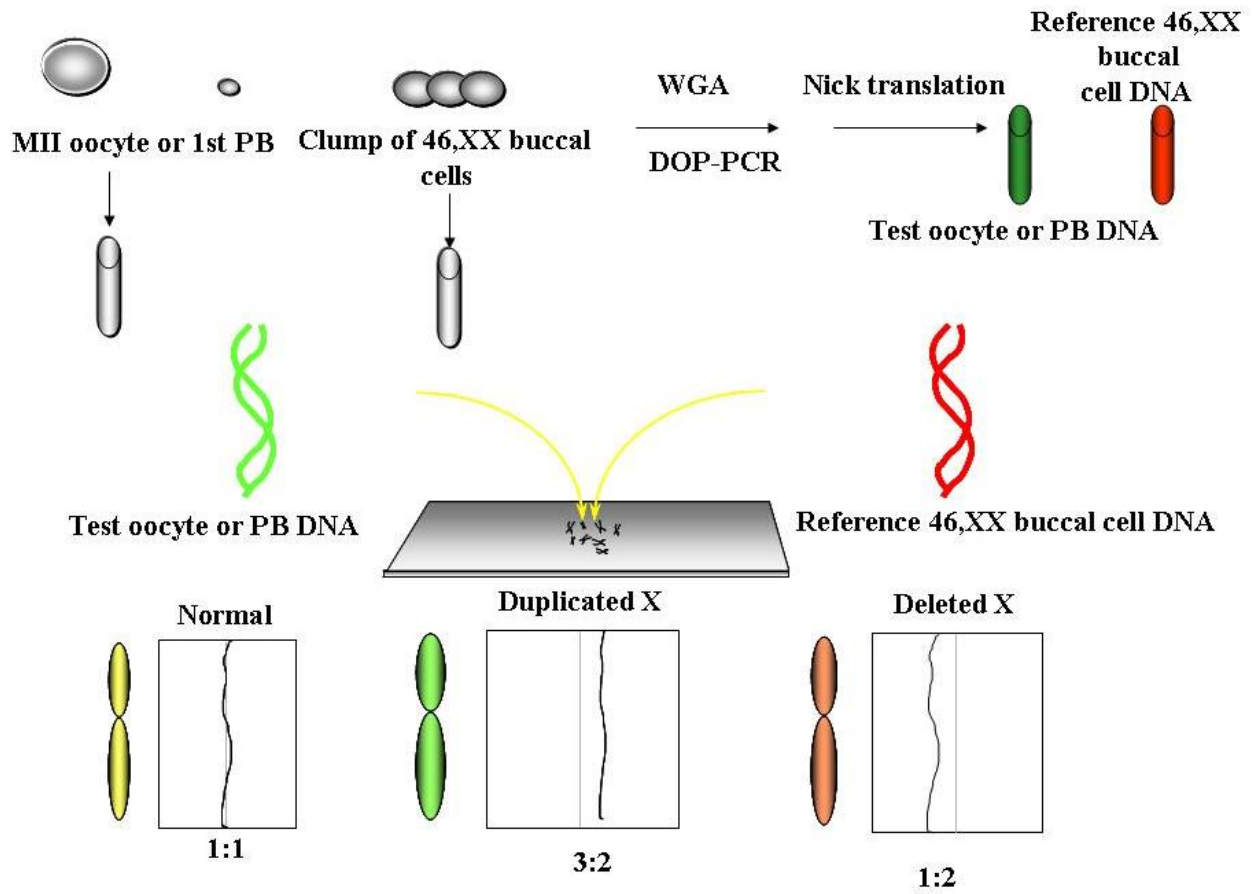 MII oocyte or 1st PB
Clump of 46,XX buccal
cells
WGA
DOP-PCR
Nick translation
Reference 46,XX
buccal
cell DNA
Test oocyte or PB DNA
Test oocyte or PB DNA
Reference 46,XX buccal cell DNA
Normal
1:1
Duplicated X
3:2
Deleted X
1:2